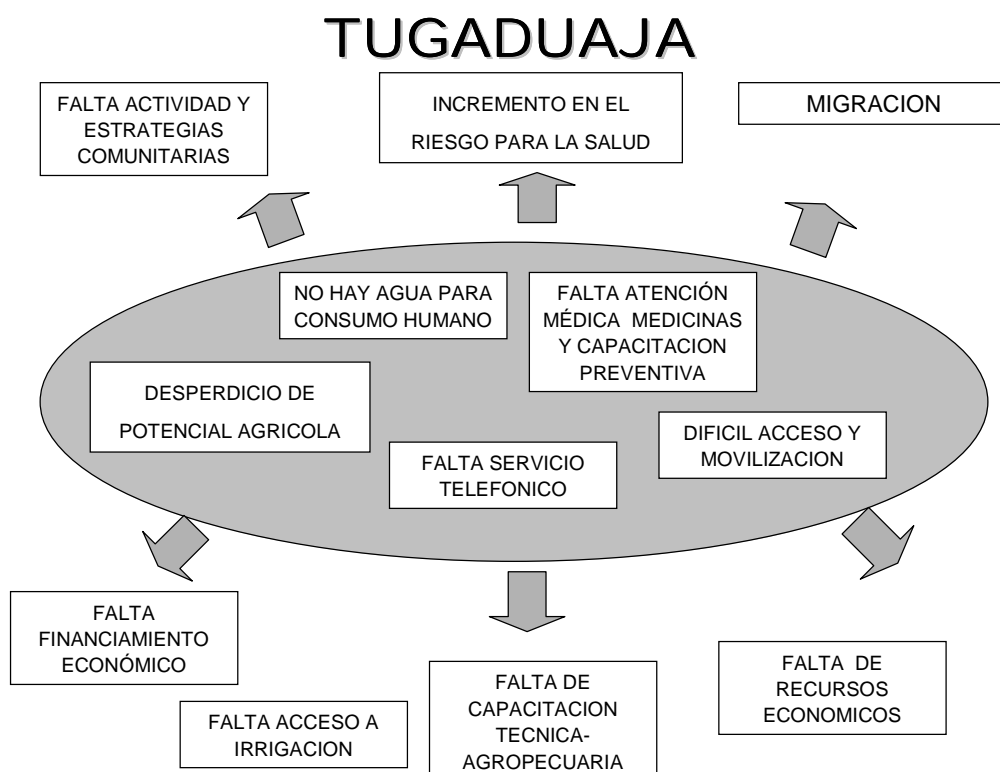 TUGADUAJA
FALTA ACTIVIDAD Y
ESTRATEGIAS
COMUNITARIAS
INCREMENTO EN EL
RIESGO PARA LA SALUD
MIGRACION
NO HAY AGUA PARA
CONSUMO HUMANO
FALTA ATENCIÓN
MÉDICA MEDICINAS
Y CAPACITACION
PREVENTIVA
DESPERDICIO DE
POTENCIAL AGRICOLA
FALTA SERVICIO
TELEFONICO
DIFICIL ACCESO Y
MOVILIZACION
FALTA
FINANCIAMIENTO
ECONÓMICO
FALTA ACCESO A
IRRIGACION
FALTA DE
CAPACITACION
TECNICA-
AGROPECUARIA
FALTA DE
RECURSOS
ECONOMICOS